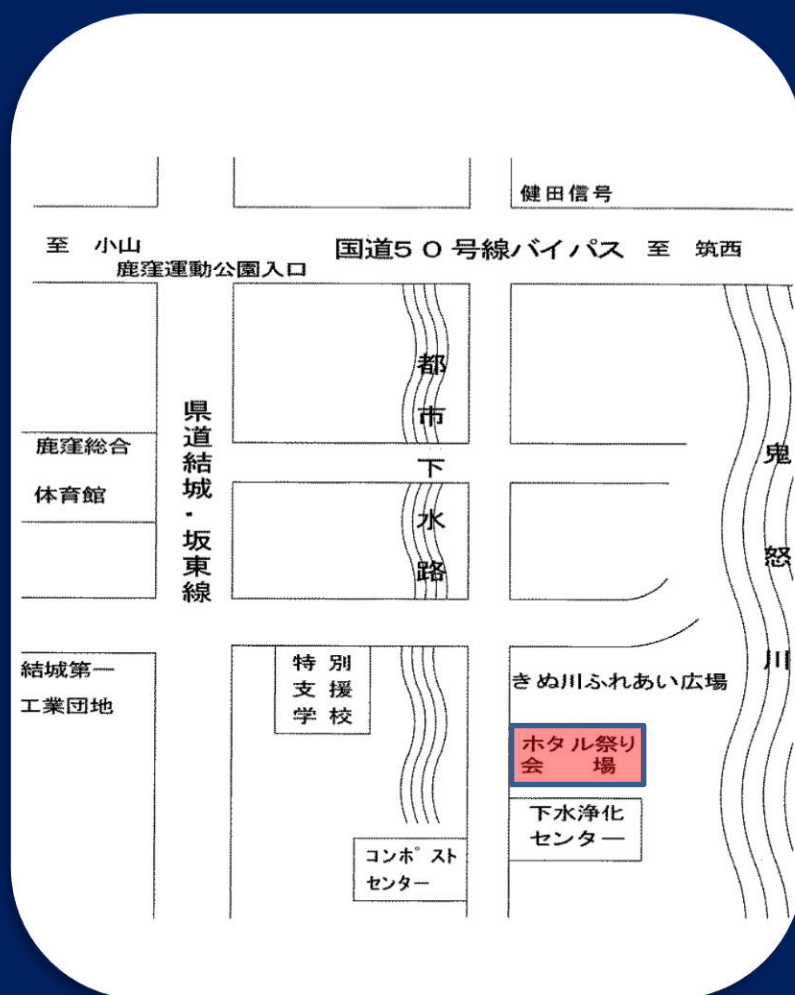 健田信号
至 小山
国道50号線バイパス 至 筑西
鹿窪運動公園入口
都市下水路
県道結城・坂東線
鹿窪総合
体育館
鬼怒川
結城第一
工業団地
特別
支援
学校
きぬ川ふれあい広場
ホタル祭り
会 場
下水浄化
センター
コンポスト
センター